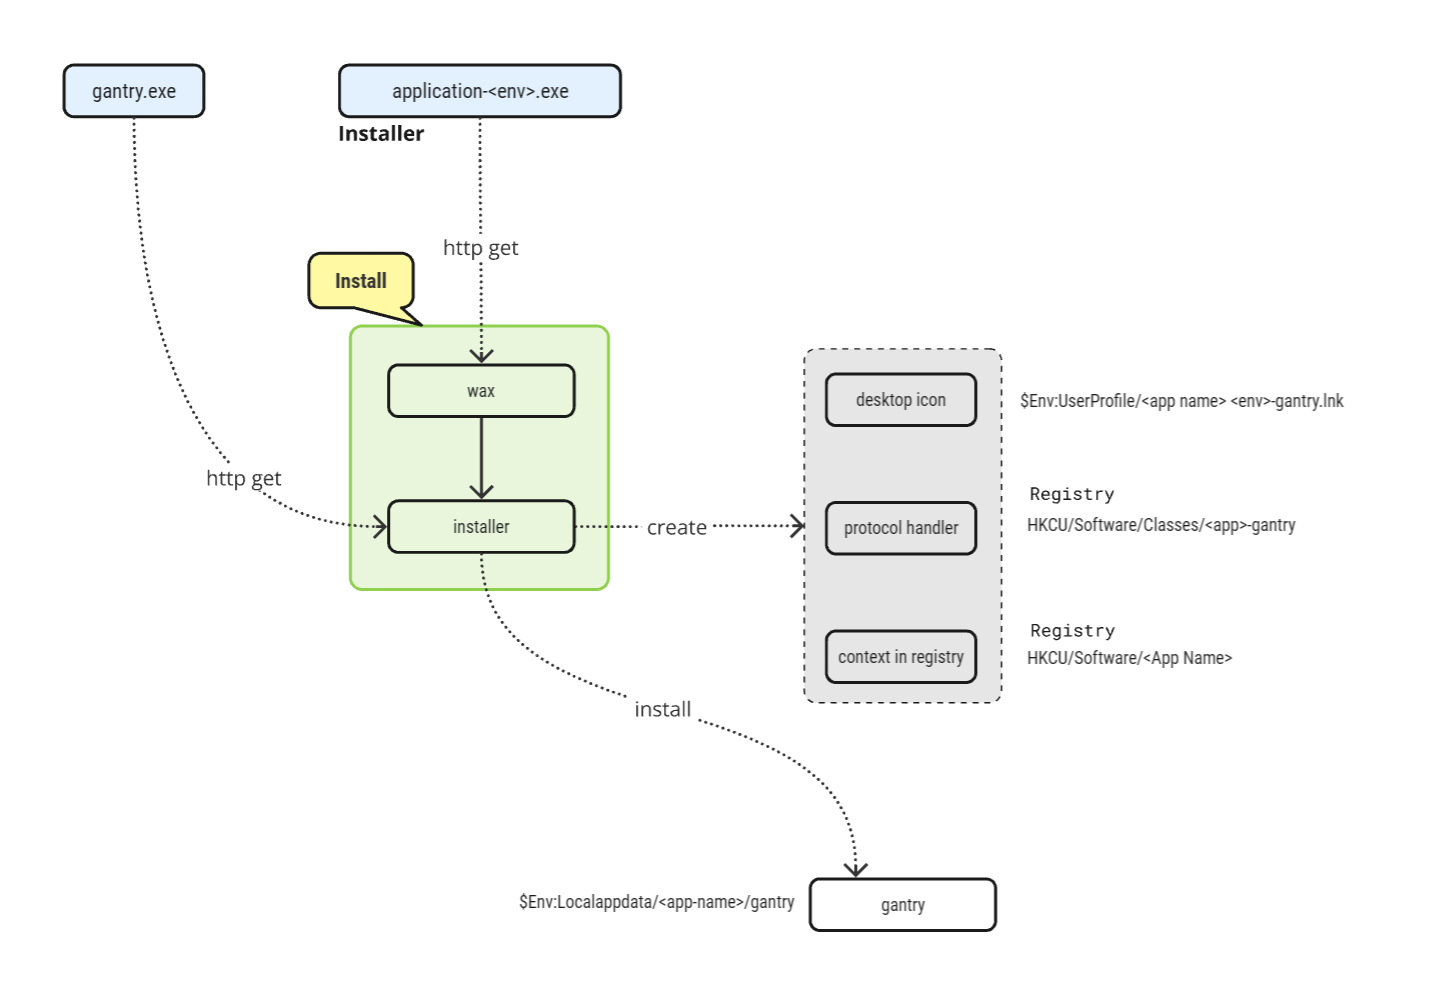 gantry.exe
application-<env>.exe
Installer
http get
Install
wax
desktop icon
$Env:UserProfile/<app name> <env>-gantry.lnk
http get
installer
create
Registry
protocol handler
HKCU/Software/Classes/<app>-gantry
Registry
context in registry
HKCU/Software/<App Name>
install
$Env:Localappdata/<app-name>/gantry
gantry